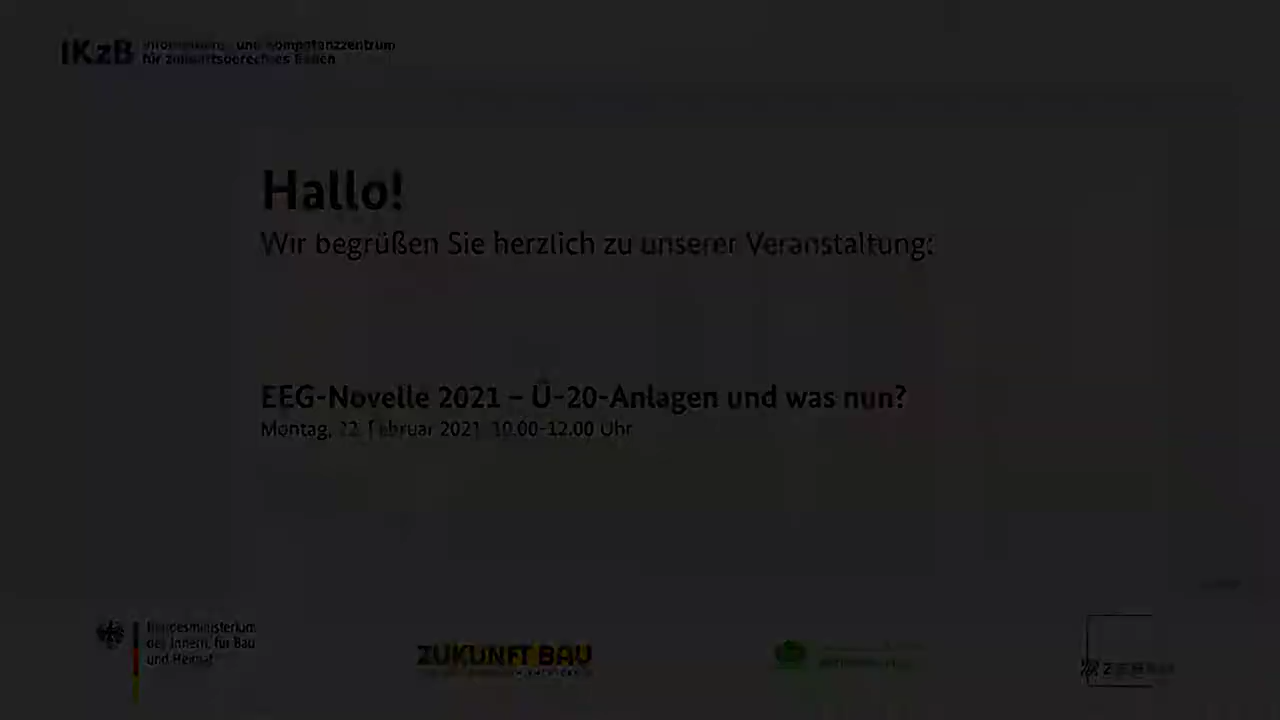 IKzB
Informations- und Kompetenzzentrum
für zukunftsgerechtes Bauen
Hallo!
Wir begrüßen Sie herzlich zu unserer Veranstaltung:
EEG-Novelle 2021 – Ü-20-Anlagen und was nun?
Montag, 22. Februar 2021, 10.00-12.00 Uhr
Bundesministerium
des Innern, für Bau
und Heimat
ZUKUNFT BAU
ZEBAU